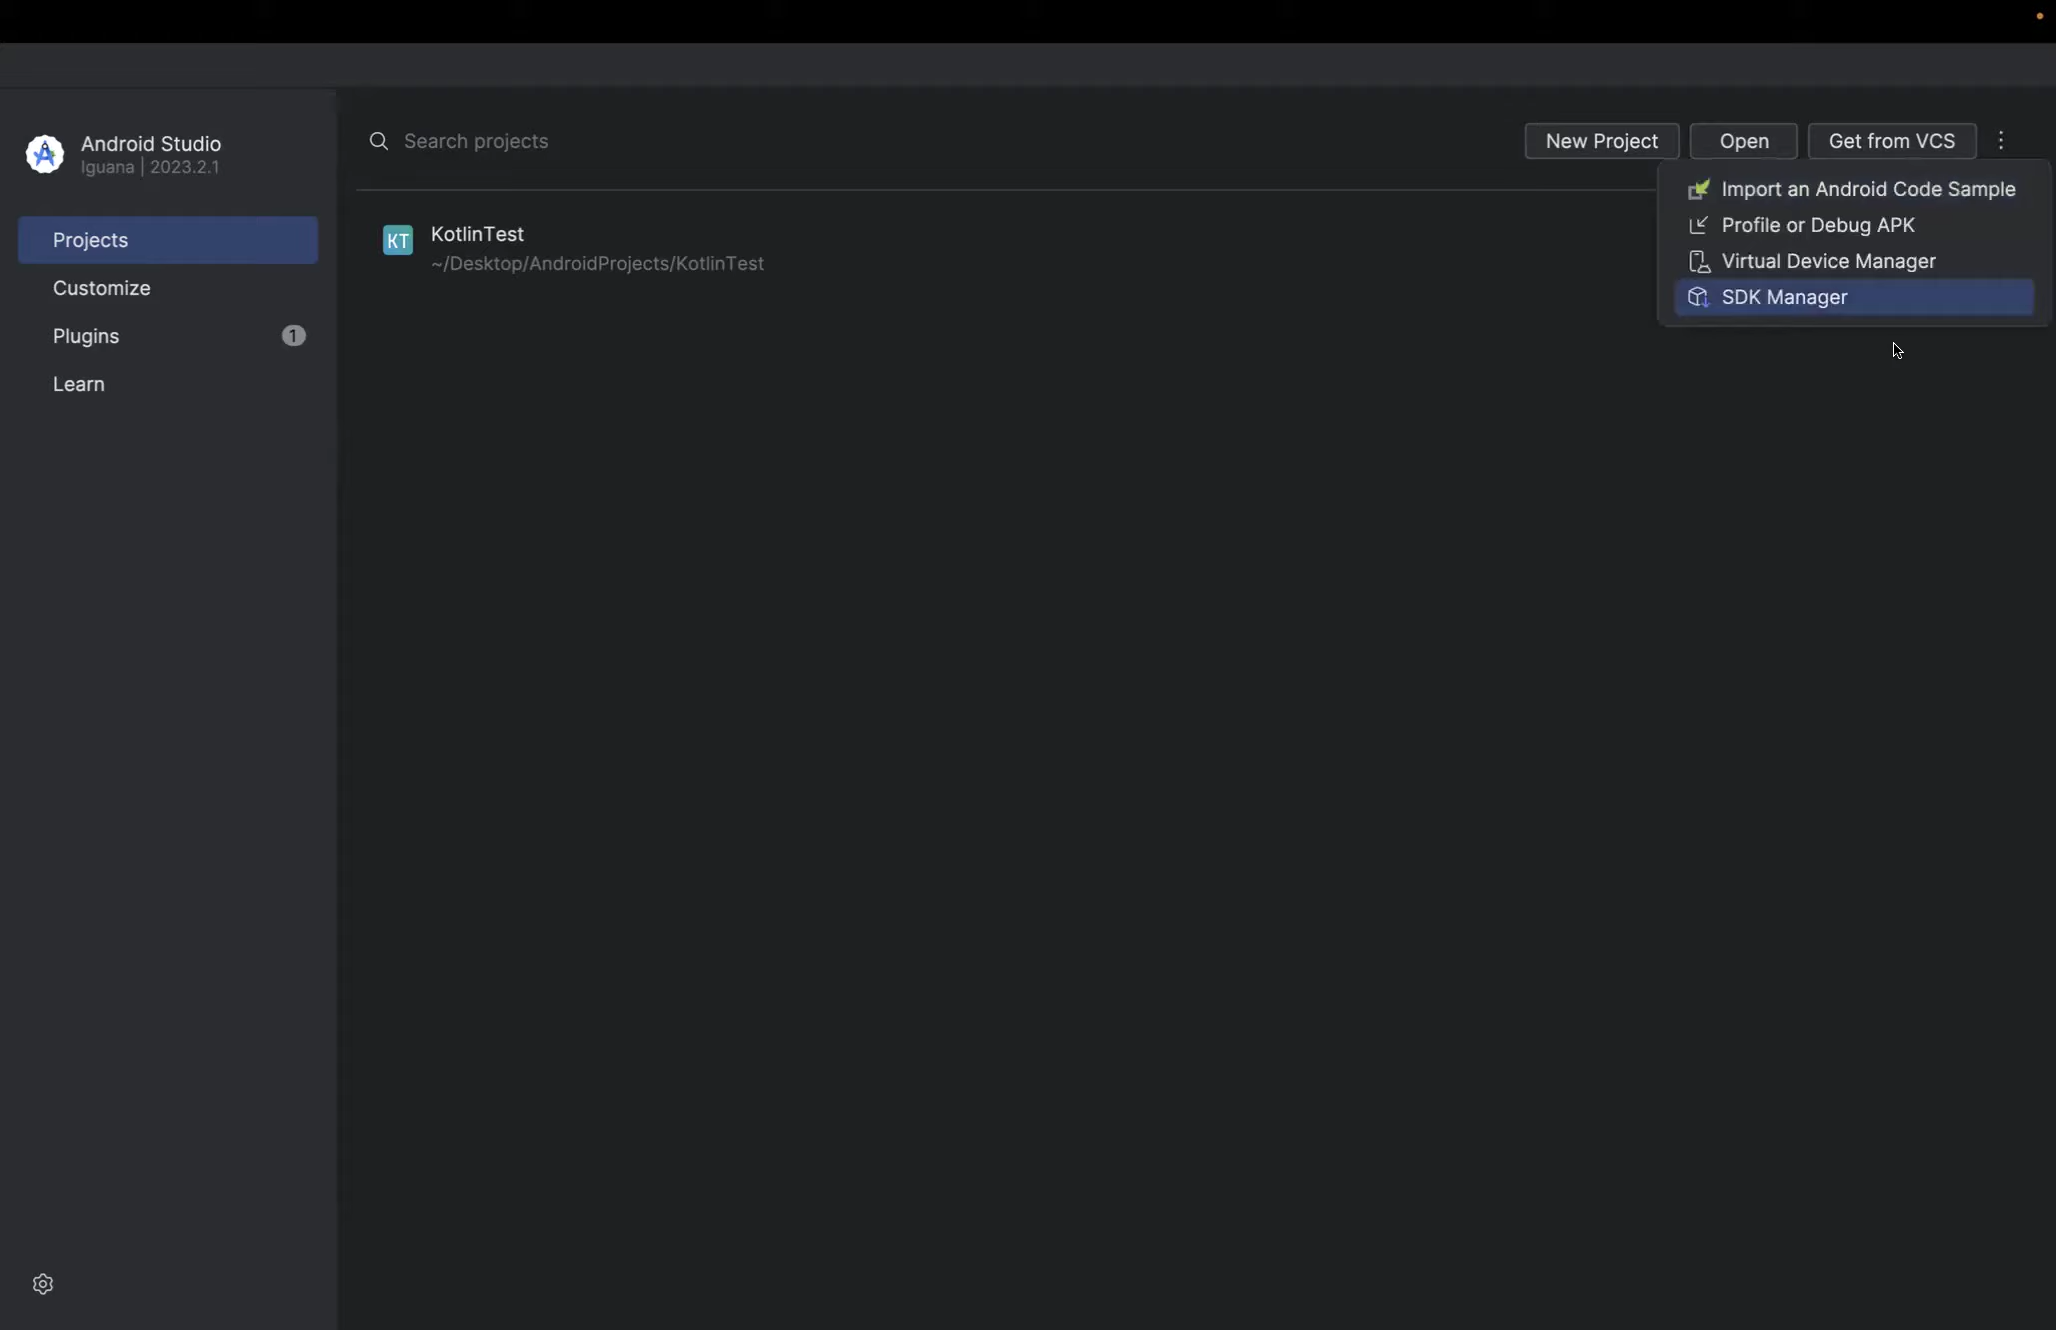 Android Studio
Iguana | 2023.2.1
Projects
Customize
Plugins
1
Learn
Search projects
New Project
Open
Get from VCS
KT
KotlinTest
~/Desktop/AndroidProjects/KotlinTest
Import an Android Code Sample
Profile or Debug APK
Virtual Device Manager
SDK Manager